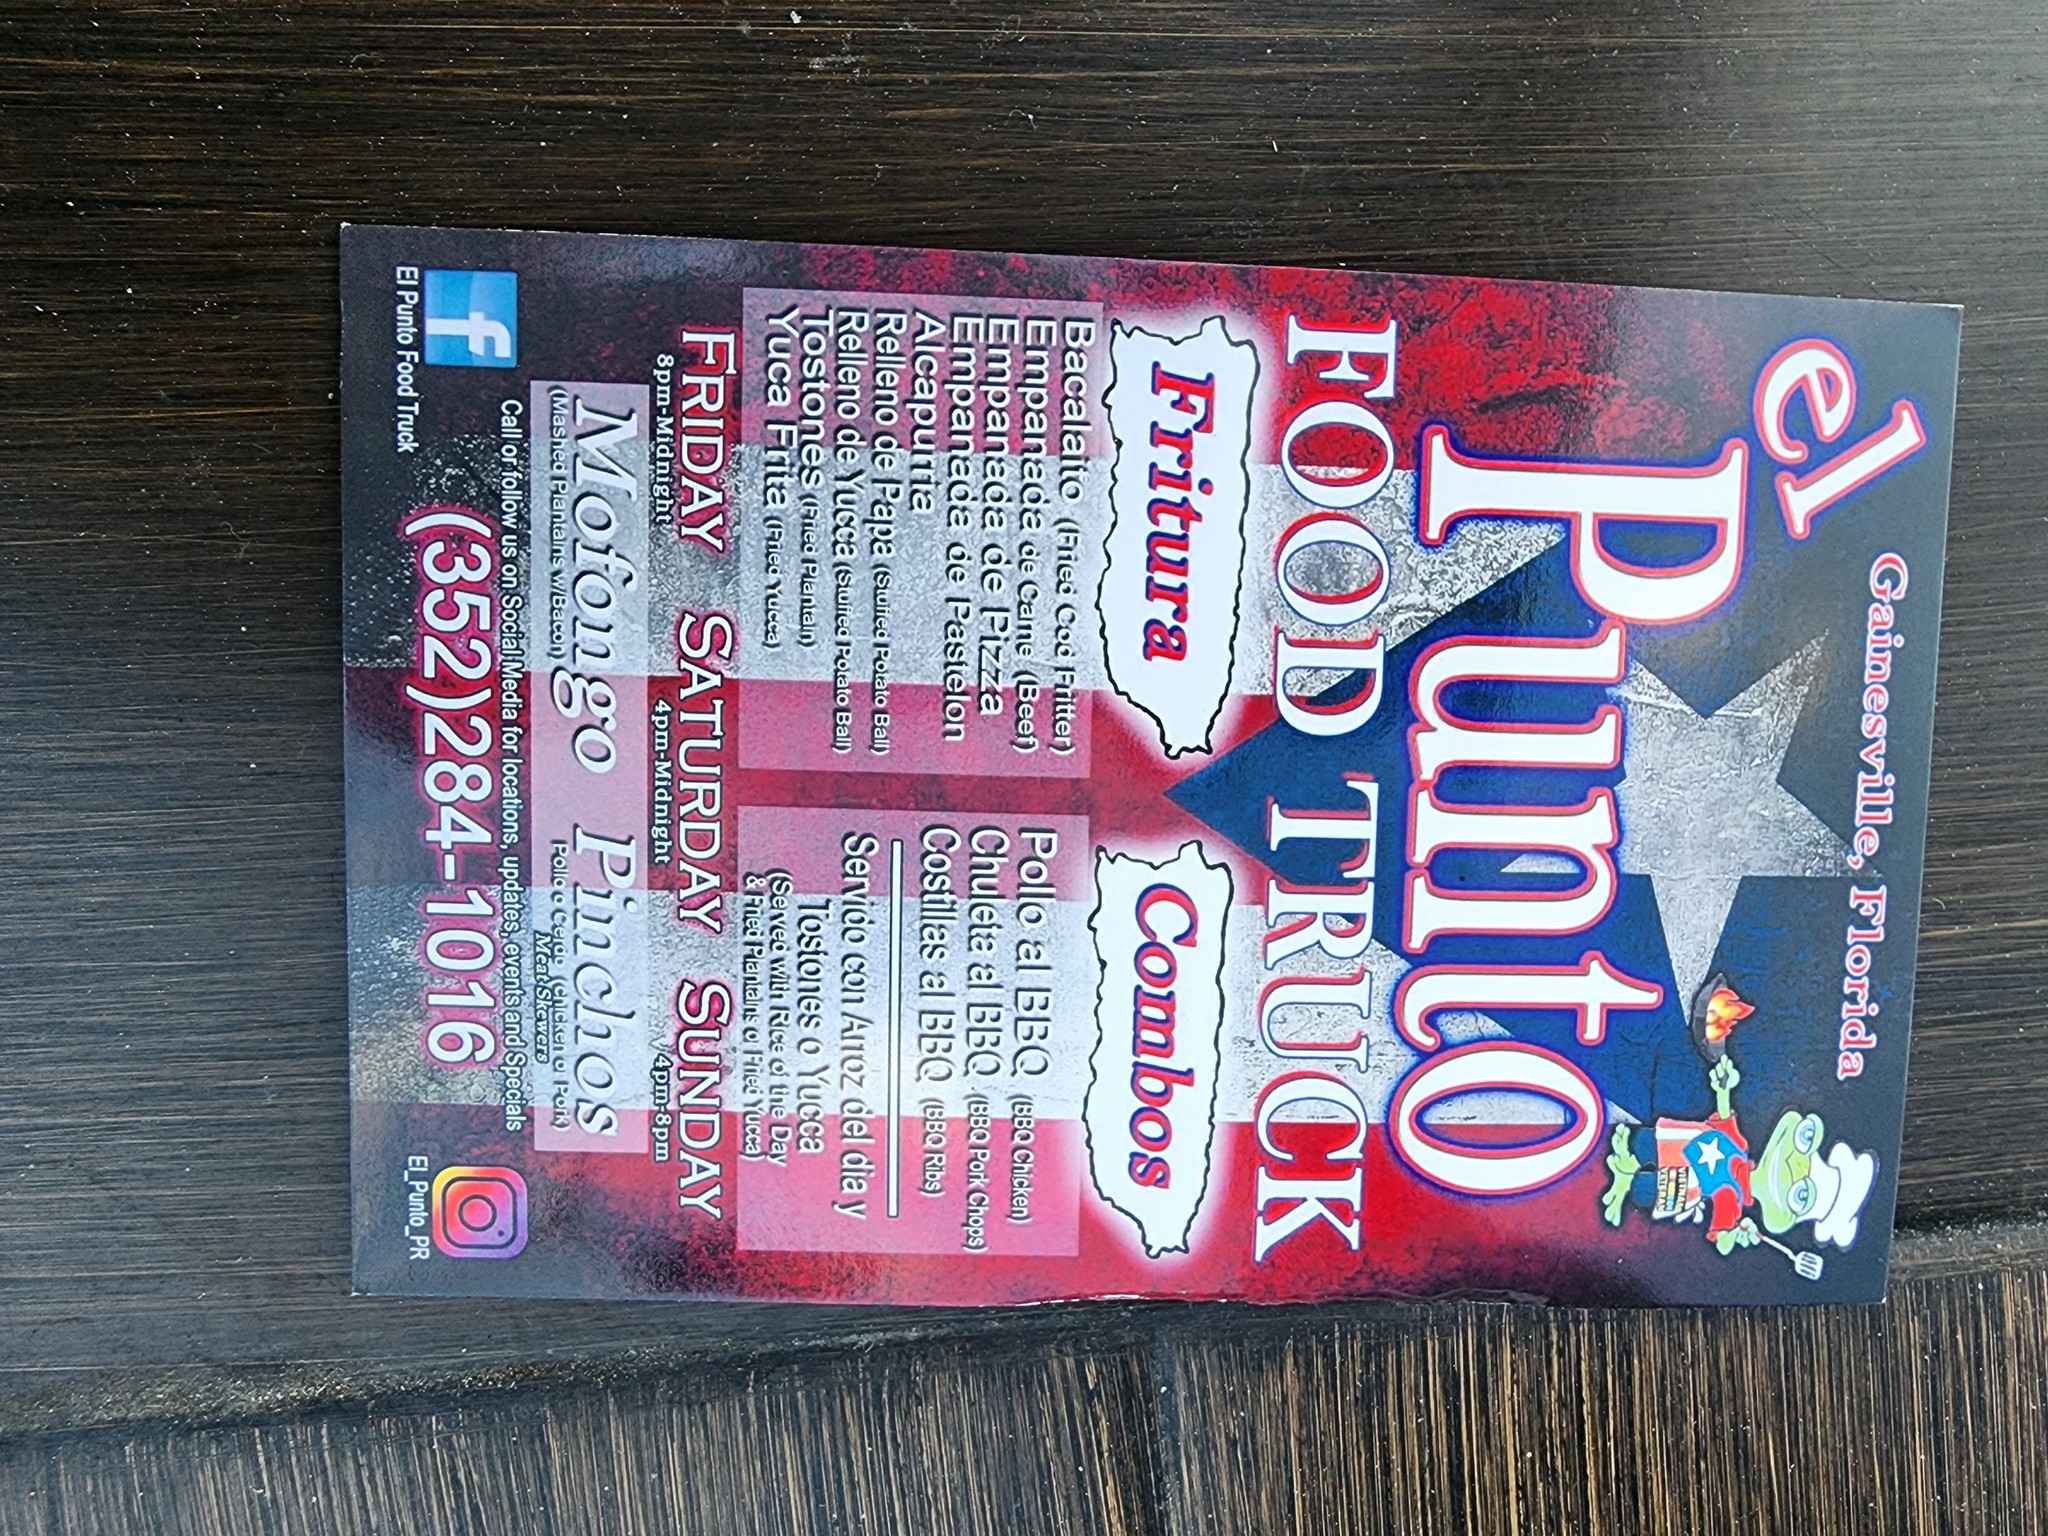 Gainesville, Florida
el
Punto
FOOD TRUCK
Fritura
Bacalaito (Fried Cod Fritter)
Empanada de Carne (Beef)
Empanada de Pizza
Empanada de Pastelon
Alcapurria
Relleno de Papa (Stuffed Potato Ball)
Relleno de Yucca (Stuffed Potato Ball)
Tostones (Fried Plantain)
Yuca Frita (Fried Yucca)
Combos
Pollo al BBQ (BBQ Chicken)
Chuleta al BBQ (BBQ Pork Chops)
Costillas al BBQ (BBQ Ribs)
Servido con Arroz del dia y
Tostones o Yucca
(Served with Rice of the Day
& Fried Plantains or Fried Yucca)
FRIDAY SATURDAY SUNDAY
8pm-Midnight 4pm-Midnight 4pm-8pm
Mofongo Pinchos
(Mashed Plantains w/Bacon) Pollo o Cerdo (Chicken or Pork)
Meat Skewers
Call or follow us on Social Media for locations, updates, events and Specials
(352)284-1016
El Punto Food Truck
El_Punto_PR